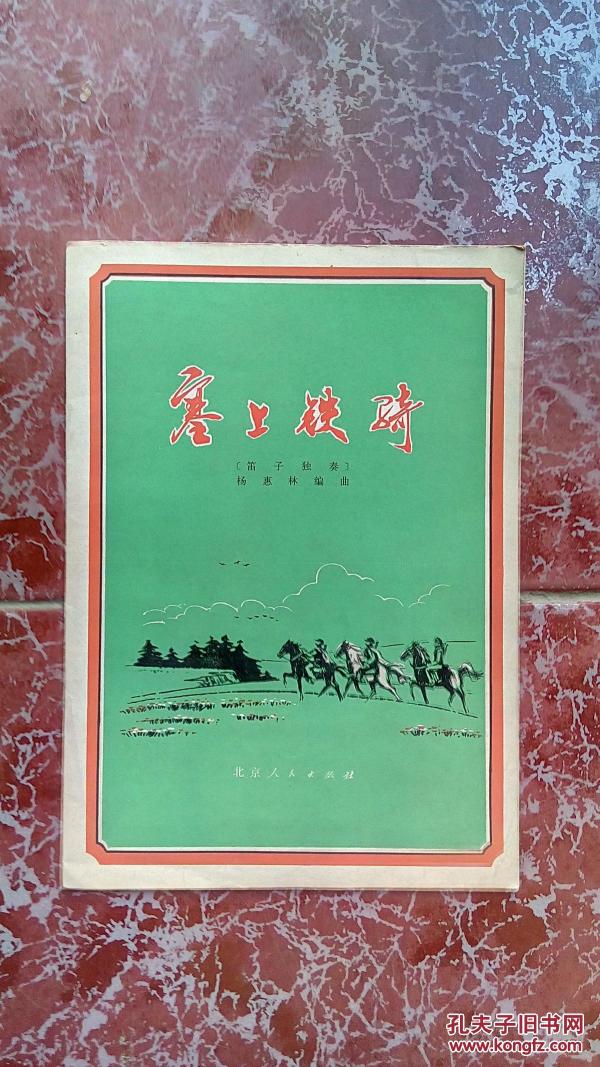 塞上铁骑
〔笛子独奏〕
杨惠林编曲
北京人民出版社
孔夫子旧书网
www.kongfz.com